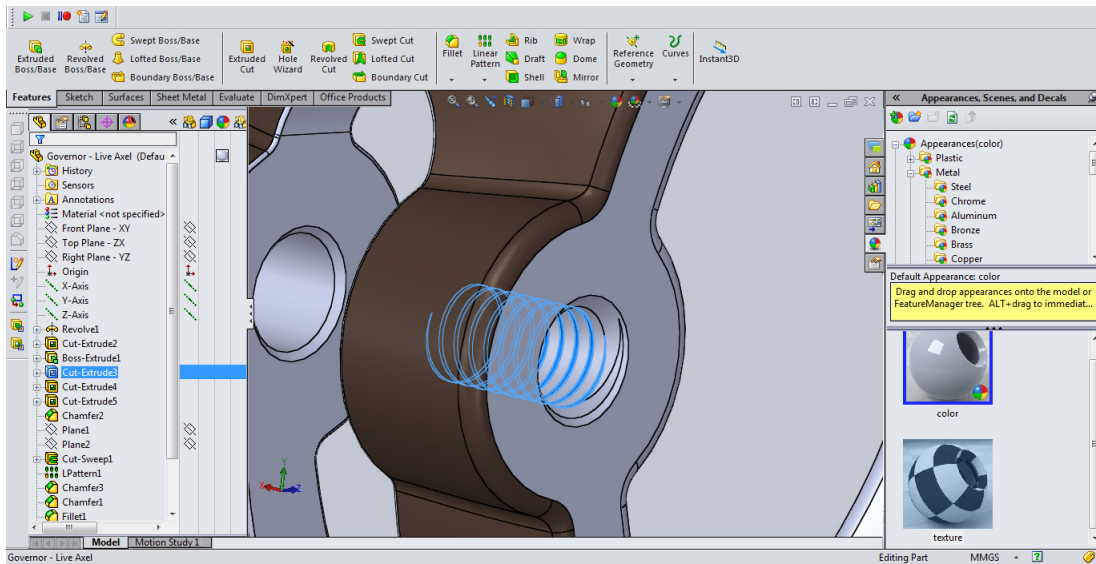 Swept Boss/Base
Swept Cut
Rib
Wrap
Extruded Boss/Base
Revolved Boss/Base
Lofted Boss/Base
Extruded Cut
Hole Wizard
Revolved Cut
Lofted Cut
Fillet
Linear Pattern
Draft
Dome
Reference Geometry
Curves
Instant3D
Boundary Boss/Base
Boundary Cut
Shell
Mirror
Features
Sketch
Surfaces
Sheet Metal
Evaluate
DimXpert
Office Products
Governor - Live Axel (Defau
History
Sensors
Annotations
Material <not specified>
Front Plane - XY
Top Plane - ZX
Right Plane - YZ
Origin
X-Axis
Y-Axis
Z-Axis
Revolve1
Cut-Extrude2
Boss-Extrude1
Cut-Extrude3
Cut-Extrude4
Cut-Extrude5
Chamfer2
Plane1
Plane2
Cut-Sweep1
LPattern1
Chamfer3
Chamfer1
Fillet1
Y
X
Z
Appearances, Scenes, and Decals
Appearances(color)
Plastic
Metal
Steel
Chrome
Aluminum
Bronze
Brass
Copper
Default Appearance: color
Drag and drop appearances onto the model or
FeatureManager tree. ALT+drag to immediat...
color
texture
Model
Motion Study 1
Governor - Live Axel
Editing Part
MMGS